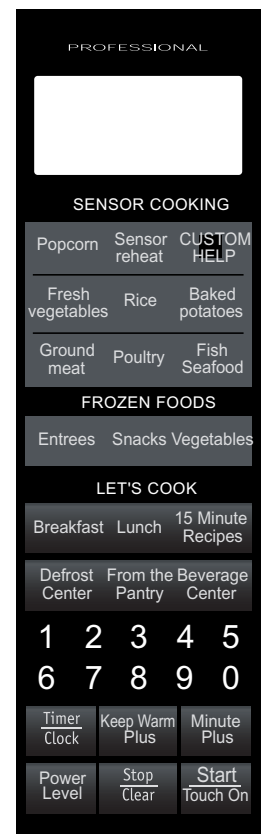 PROFESSIONAL
SENSOR COOKING
Popcorn Sensor reheat CUSTOM HELP
Fresh vegetables Rice Baked potatoes
Ground meat Poultry Fish Seafood
FROZEN FOODS
Entrees Snacks Vegetables
LET'S COOK
Breakfast Lunch 15 Minute Recipes
Defrost Center From the Pantry Beverage Center
1 2 3 4 5
6 7 8 9 0
Timer Clock Keep Warm Plus Minute Plus
Power Level Stop Clear Start Touch On